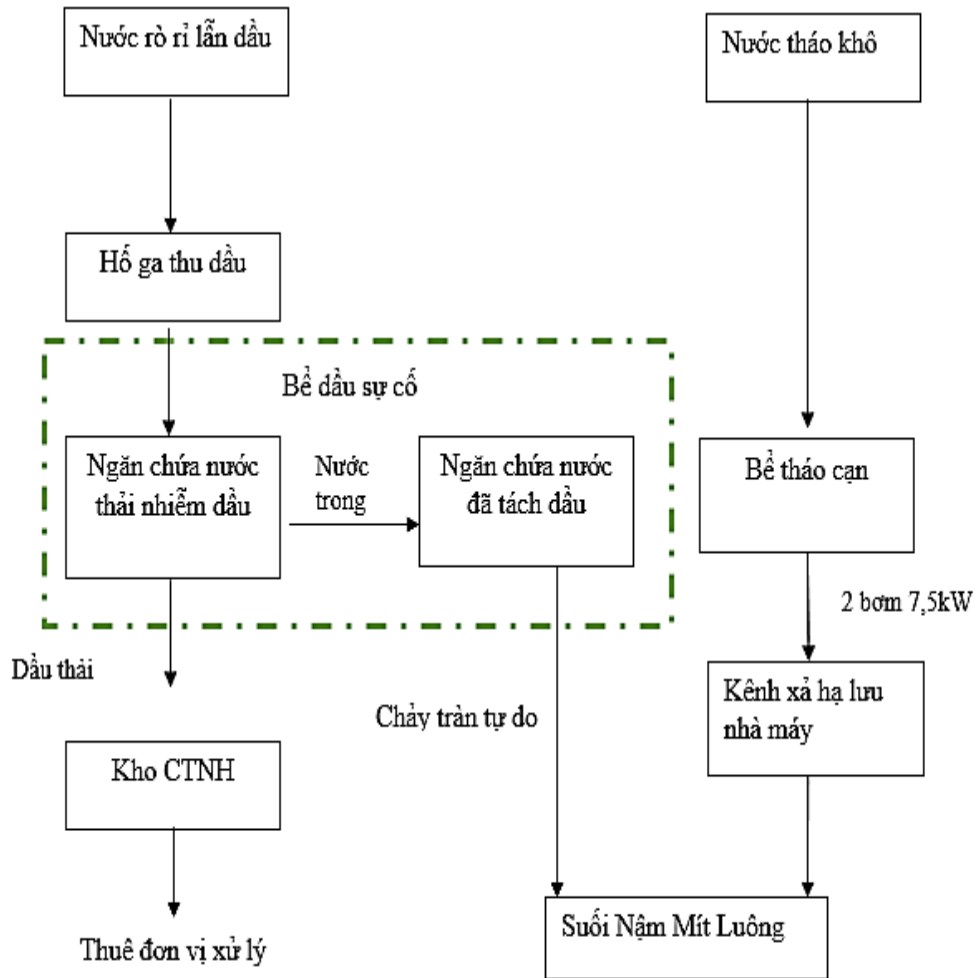 Nước rò rỉ lẫn dầu
Nước tháo khô
Hố ga thu dầu
Bể dầu sự cố
Ngăn chứa nước
thải nhiễm dầu
Nước
trong
Ngăn chứa nước
đã tách dầu
Bể tháo cạn
2 bơm 7,5kW
Dầu thải
Chảy tràn tự do
Kênh xả hạ lưu
nhà máy
Kho CTNH
Suối Nậm Mít Luông
Thuê đơn vị xử lý